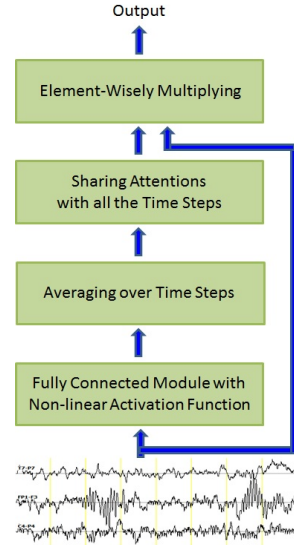 Output
Element-Wisely Multiplying
Sharing Attentions
with all the Time Steps
Averaging over Time Steps
Fully Connected Module with
Non-linear Activation Function